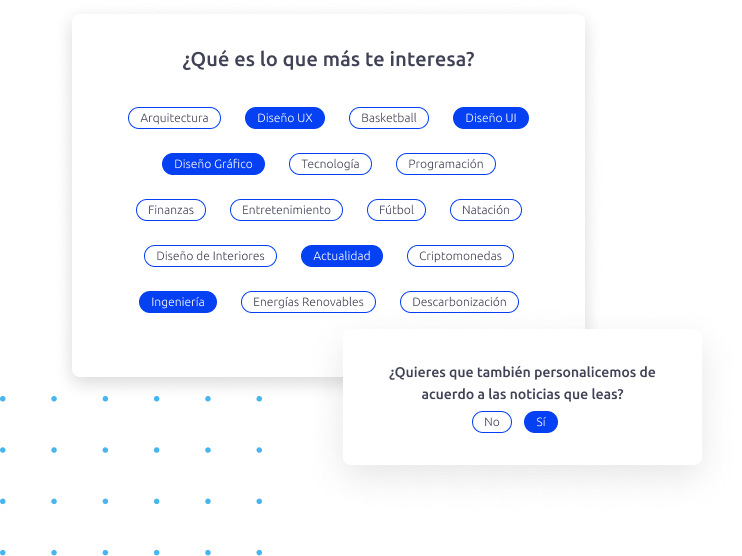 ¿Qué es lo que más te interesa?
Arquitectura Diseño UX Basketball Diseño UI
Diseño Gráfico Tecnología Programación
Finanzas Entretenimiento Fútbol Natación
Diseño de Interiores Actualidad Criptomonedas
Ingeniería Energías Renovables Descarbonización
¿Quieres que también personalicemos de
acuerdo a las noticias que leas?
No Sí